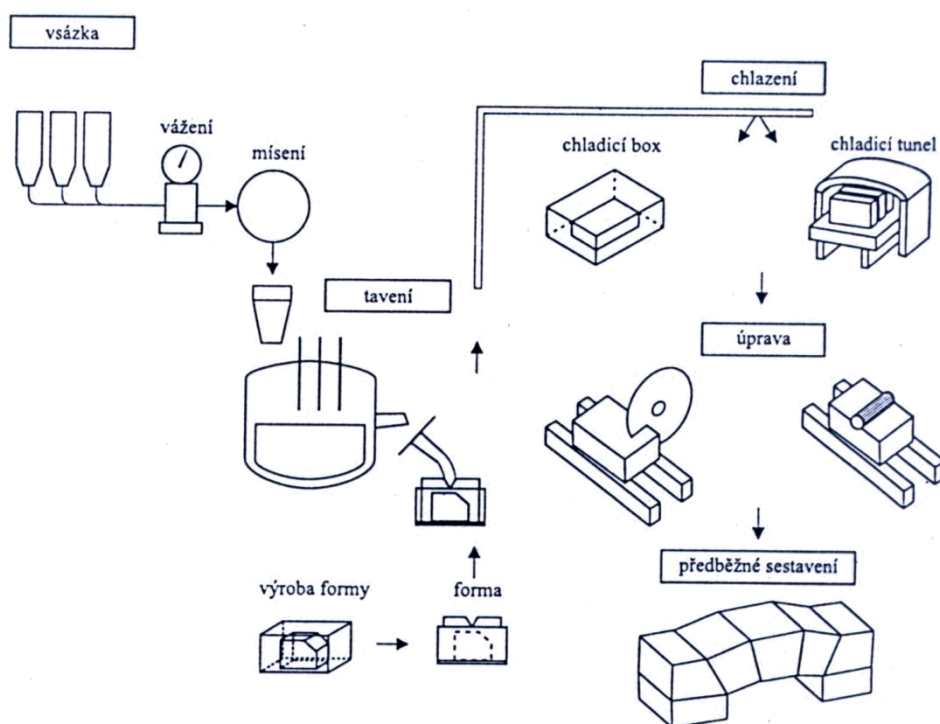 vsázka
vážení
mísení
tavení
výroba formy
forma
chlazení
chladicí box
chladicí tunel
úprava
předběžné sestavení